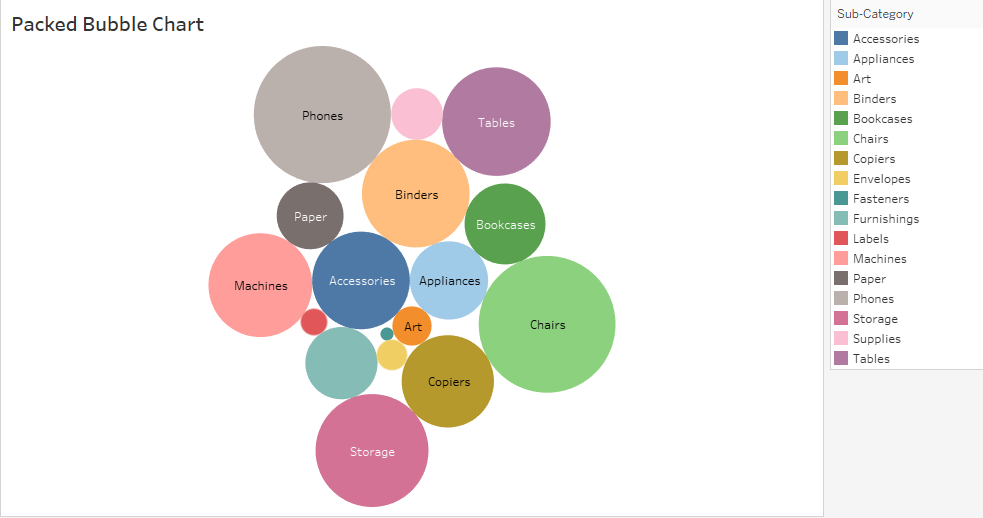 Packed Bubble Chart
Phones
Tables
Binders
Paper
Bookcases
Machines
Accessories
Appliances
Art
Chairs
Copiers
Storage
Sub-Category
Accessories
Appliances
Art
Binders
Bookcases
Chairs
Copiers
Envelopes
Fasteners
Furnishings
Labels
Machines
Paper
Phones
Storage
Supplies
Tables